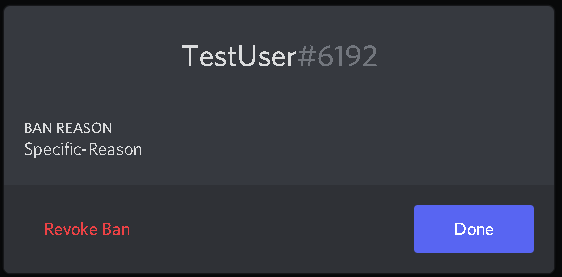 TestUser#6192
BAN REASON
Specific-Reason
Revoke Ban
Done